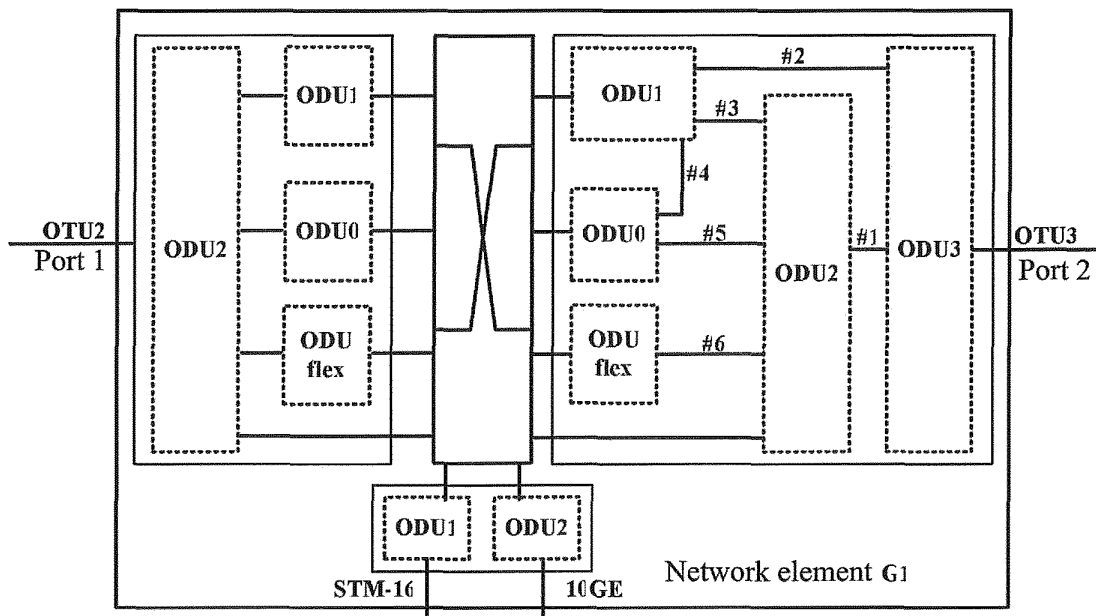 #2
ODU1
ODU1
#3
#4
OTU2
ODU2
ODU0
ODU0
#5
#1
ODU3
OTU3
Port 1
ODU2
Port 2
ODU
flex
ODU
flex
#6
ODU1
ODU2
STM-16
10GE
Network element G1